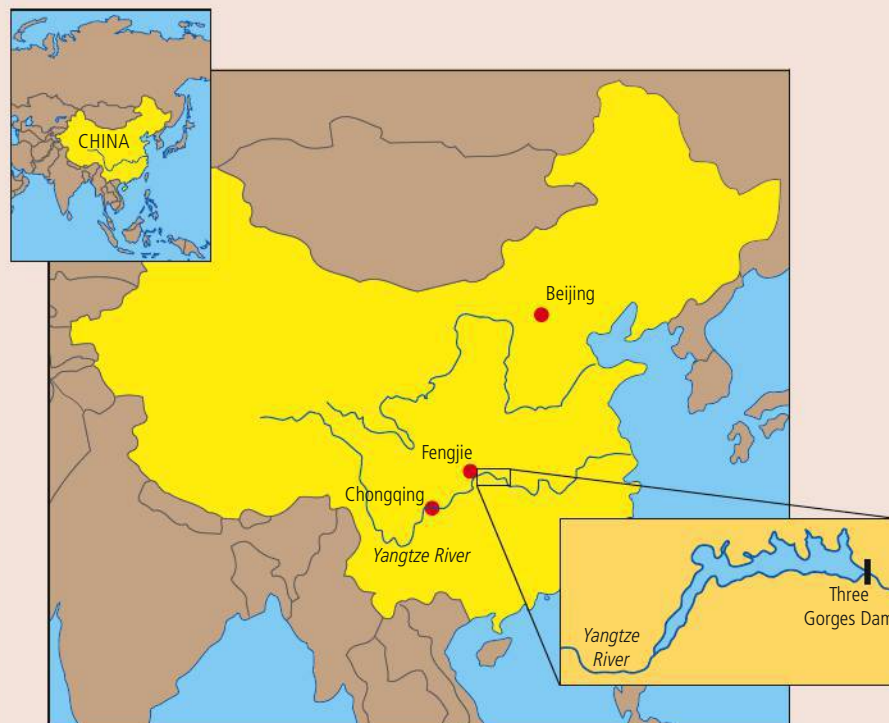 CHINA
Beijing
Fengjie
Chongqing
Yangtze River
Three
Gorges Dam
Yangtze
River